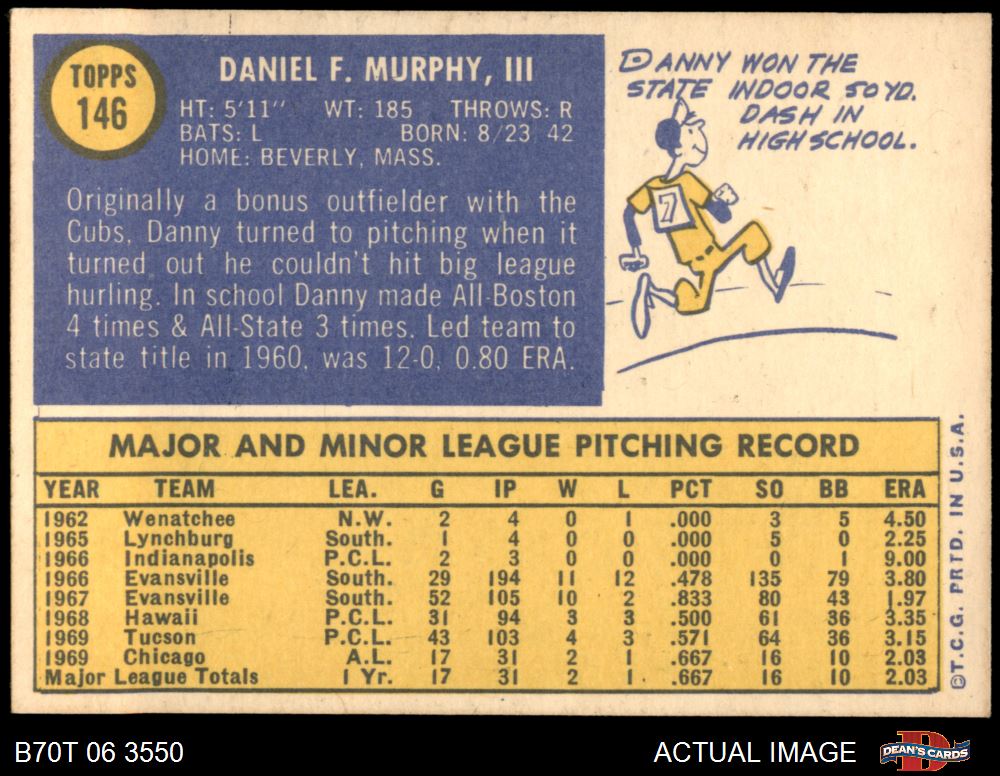 TOPPS
146
DANIEL F. MURPHY, III
HT: 5'11" WT: 185 THROWS: R
BATS: L BORN: 8/23 42
HOME: BEVERLY, MASS.
Originally a bonus outfielder with the
Cubs, Danny turned to pitching when it
turned out he couldn't hit big league
hurling. In school Danny made All-Boston
4 times & All-State 3 times. Led team to
state title in 1960, was 12-0, 0.80 ERA.
DANNY WON THE
STATE INDOOR 50 YD.
DASH IN
HIGH SCHOOL.
7
MAJOR AND MINOR LEAGUE PITCHING RECORD
YEAR TEAM LEA. G IP W L PCT SO BB ERA
1962 Wenatchee N.W. 2 4 0 1 .000 3 5 4.50
1965 Lynchburg South. 1 4 0 0 .000 5 0 2.25
1966 Indianapolis P.C.L. 2 3 0 0 .000 0 1 9.00
1966 Evansville South. 29 194 11 12 .478 135 79 3.80
1967 Evansville South. 52 105 10 2 .833 80 43 1.97
1968 Hawaii P.C.L. 31 94 3 3 .500 61 36 3.35
1969 Tucson P.C.L. 43 103 4 3 .571 64 36 3.15
1969 Chicago A.L. 17 31 2 1 .667 16 10 2.03
Major League Totals 1 Yr. 17 31 2 1 .667 16 10 2.03
©T.C.G. PRTD. IN U.S.A.
B70T 06 3550
ACTUAL IMAGE
D
DEAN'S CARDS